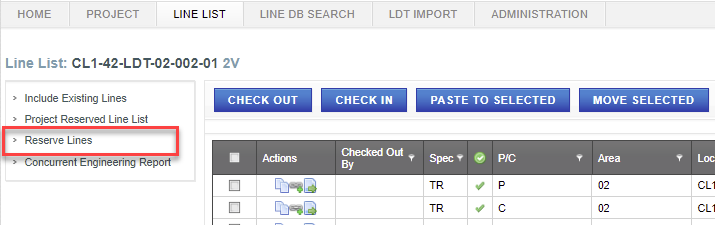 HOME PROJECT LINE LIST LINE DB SEARCH LDT IMPORT ADMINISTRATION
Line List: CL1-42-LDT-02-002-01 2V
Include Existing Lines
Project Reserved Line List
Reserve Lines
Concurrent Engineering Report
CHECK OUT CHECK IN PASTE TO SELECTED MOVE SELECTED
Actions Checked Out By Spec P/C Area Loc
TR P 02 CL1
TR C 02 CL1